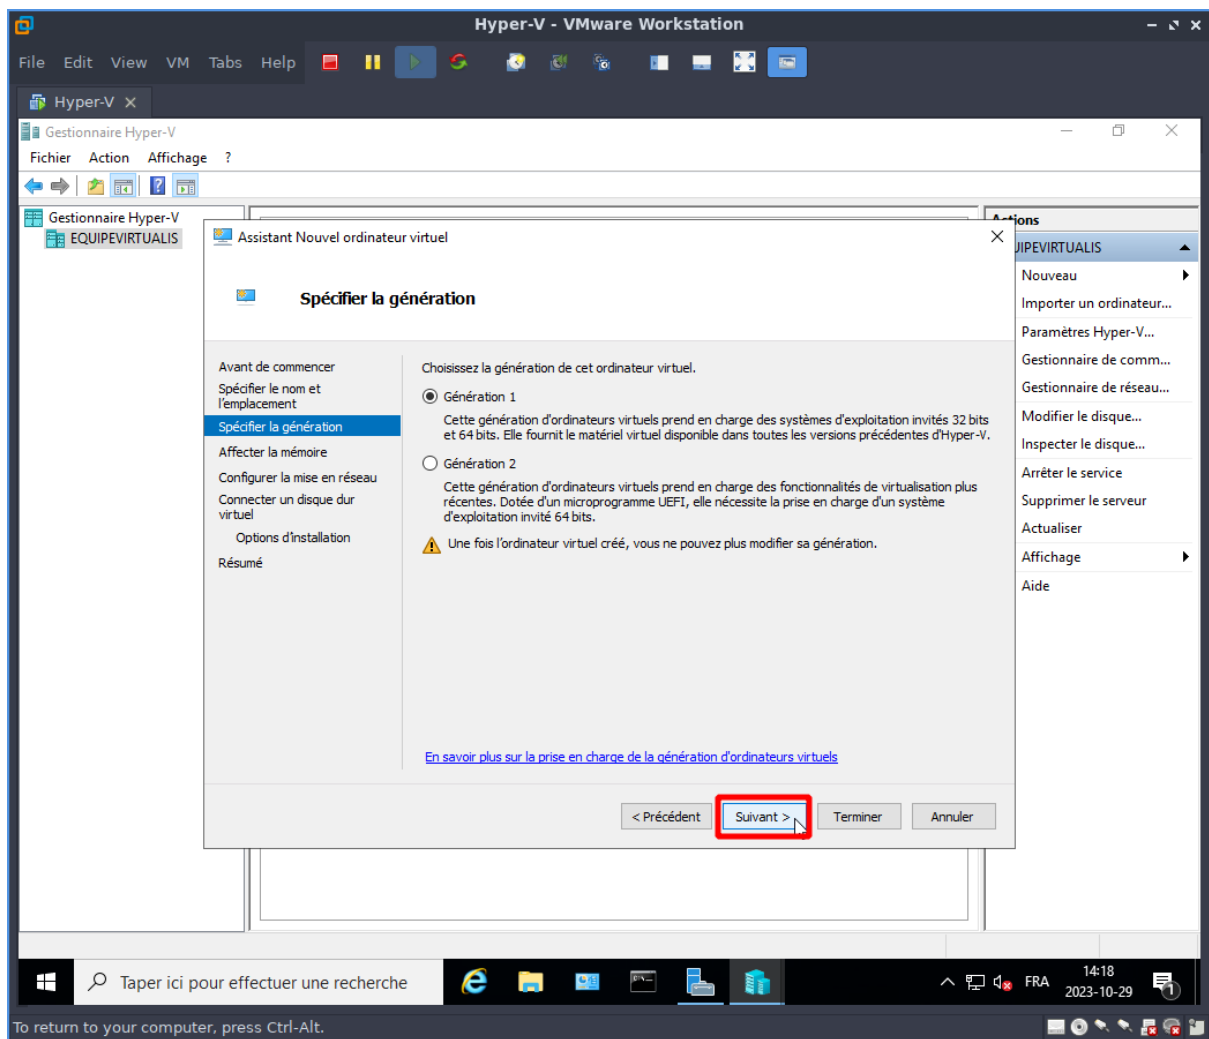 Hyper-V - VMware Workstation
File Edit View VM Tabs Help
Hyper-V
Gestionnaire Hyper-V
Fichier Action Affichage ?
Gestionnaire Hyper-V
EQUIPEVIRTUALIS
Assistant Nouvel ordinateur virtuel
Spécifier la génération
Avant de commencer
Spécifier le nom et
l'emplacement
Spécifier la génération
Affecter la mémoire
Configurer la mise en réseau
Connecter un disque dur
virtuel
Options d'installation
Résumé
Choisissez la génération de cet ordinateur virtuel.
Génération 1
Cette génération d'ordinateurs virtuels prend en charge des systèmes d'exploitation invités 32 bits
et 64 bits. Elle fournit le matériel virtuel disponible dans toutes les versions précédentes d'Hyper-V.
Génération 2
Cette génération d'ordinateurs virtuels prend en charge des fonctionnalités de virtualisation plus
récentes. Dotée d'un microprogramme UEFI, elle nécessite la prise en charge d'un système
d'exploitation invité 64 bits.
Une fois l'ordinateur virtuel créé, vous ne pouvez plus modifier sa génération.
En savoir plus sur la prise en charge de la génération d'ordinateurs virtuels
< Précédent Suivant > Terminer Annuler
Actions
UIPEVIRTUALIS
Nouveau
Importer un ordinateur...
Paramètres Hyper-V...
Gestionnaire de comm...
Gestionnaire de réseau...
Modifier le disque...
Inspecter le disque...
Arrêter le service
Supprimer le serveur
Actualiser
Affichage
Aide
Taper ici pour effectuer une recherche
FRA
14:18
2023-10-29
1
To return to your computer, press Ctrl-Alt.